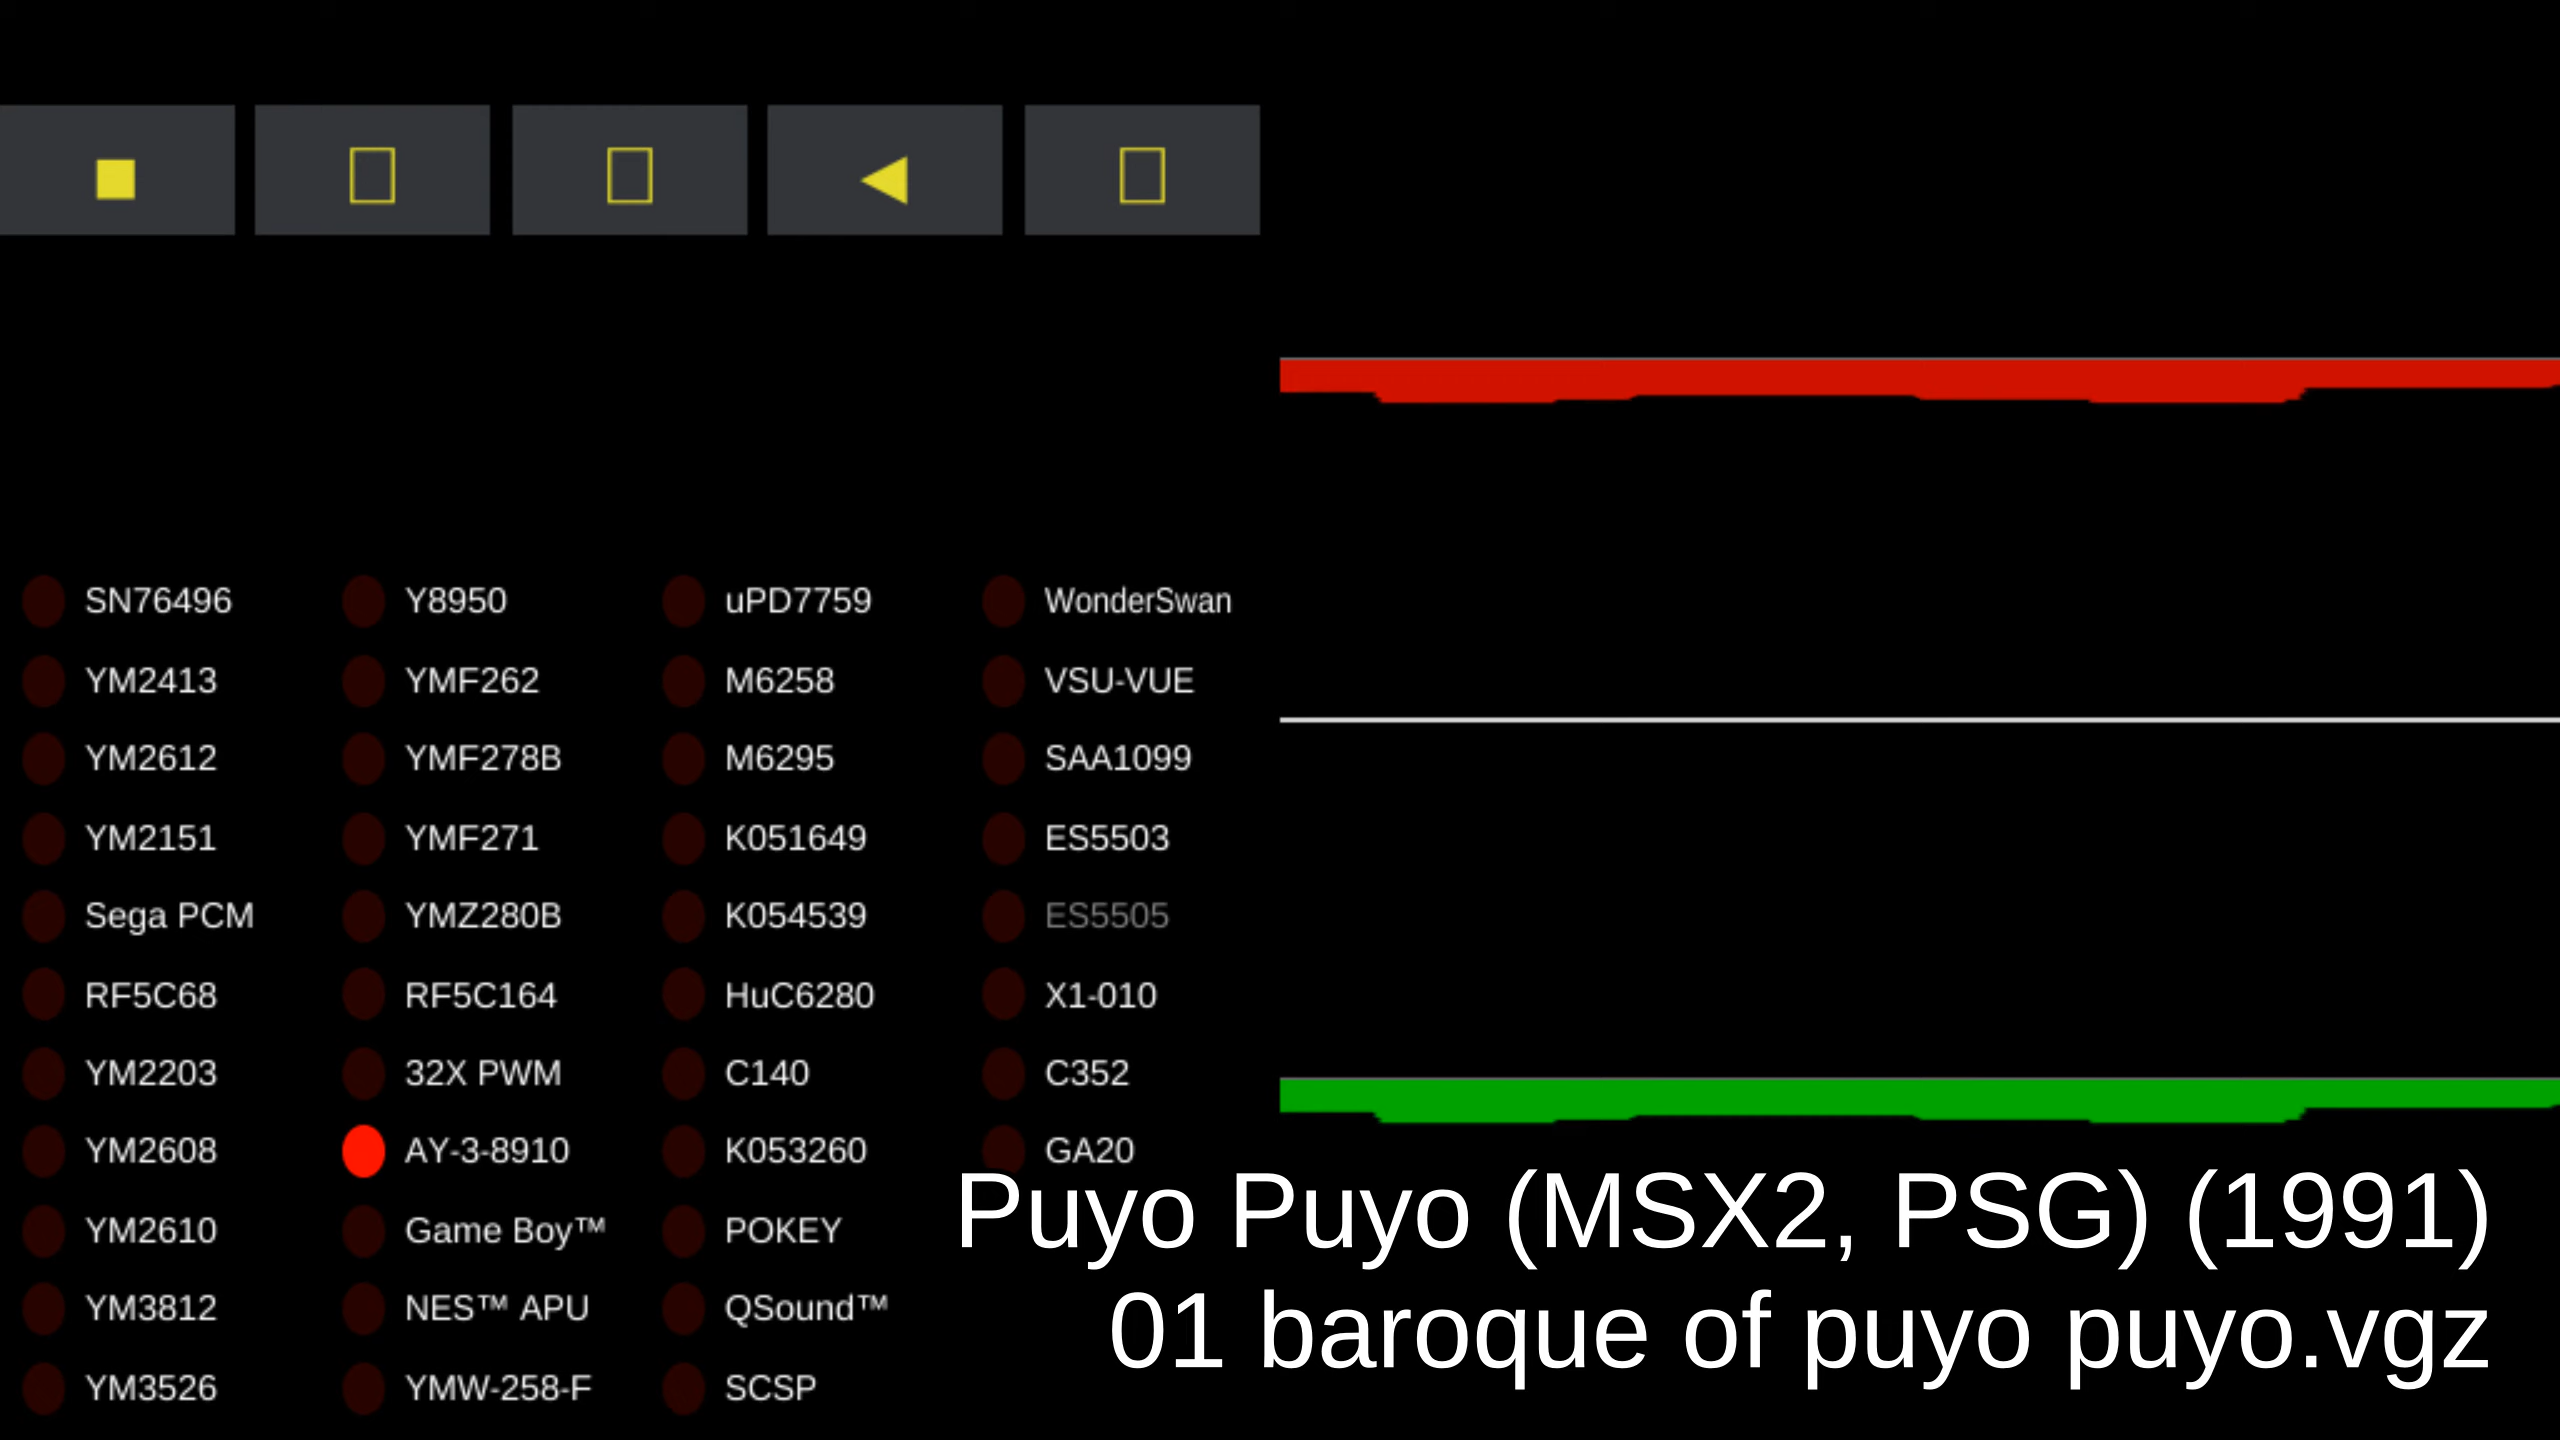 SN76496
Y8950
uPD7759
WonderSwan
YM2413
YMF262
M6258
VSU-VUE
YM2612
YMF278B
M6295
SAA1099
YM2151
YMF271
K051649
ES5503
Sega PCM
YMZ280B
K054539
ES5505
RF5C68
RF5C164
HuC6280
X1-010
YM2203
32X PWM
C140
C352
YM2608
AY-3-8910
K053260
GA20
YM2610
Game Boy™
POKEY
YM3812
NES™ APU
QSound™
YM3526
YMW-258-F
SCSP
Puyo Puyo (MSX2, PSG) (1991)
01 baroque of puyo puyo.vgz